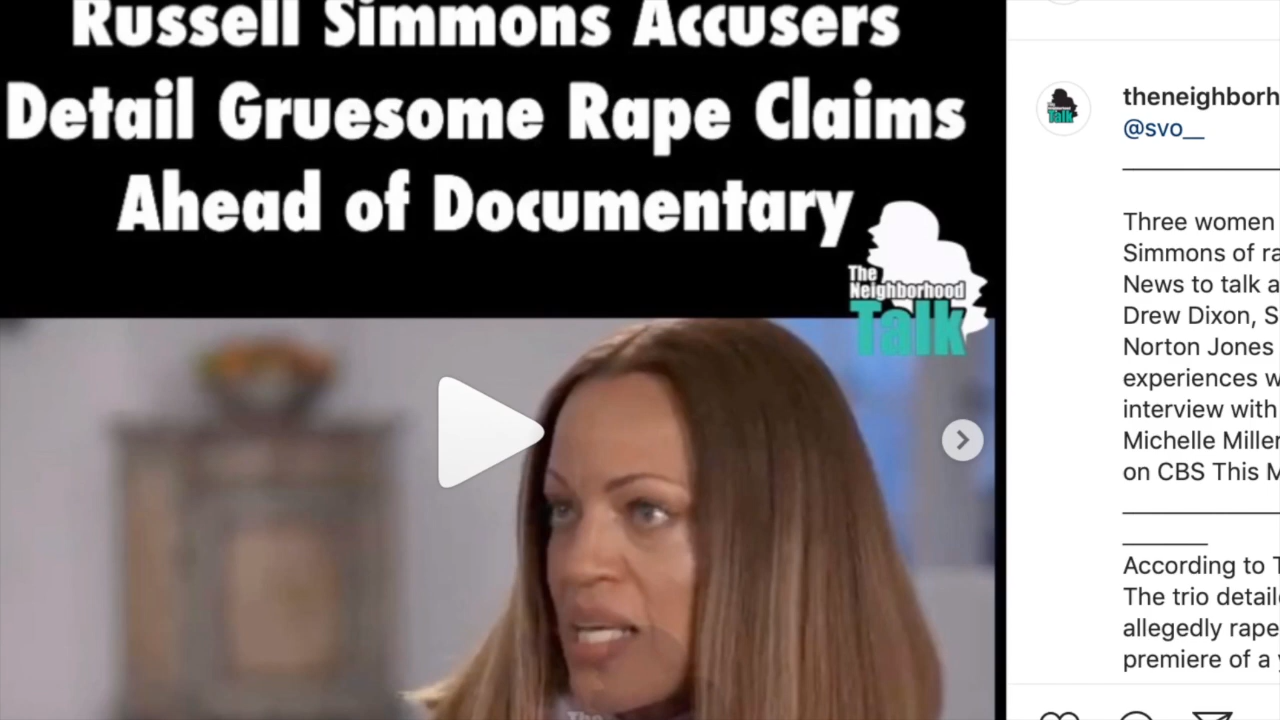 Russell Simmons Accusers
Detail Gruesome Rape Claims
Ahead of Documentary
The
Neighborhood
Talk
The
theneighborh
@svo__
Three women
Simmons of ra
News to talk a
Drew Dixon, S
Norton Jones
experiences w
interview with
Michelle Miller
on CBS This M
According to T
The trio detail
allegedly rape
premiere of a y